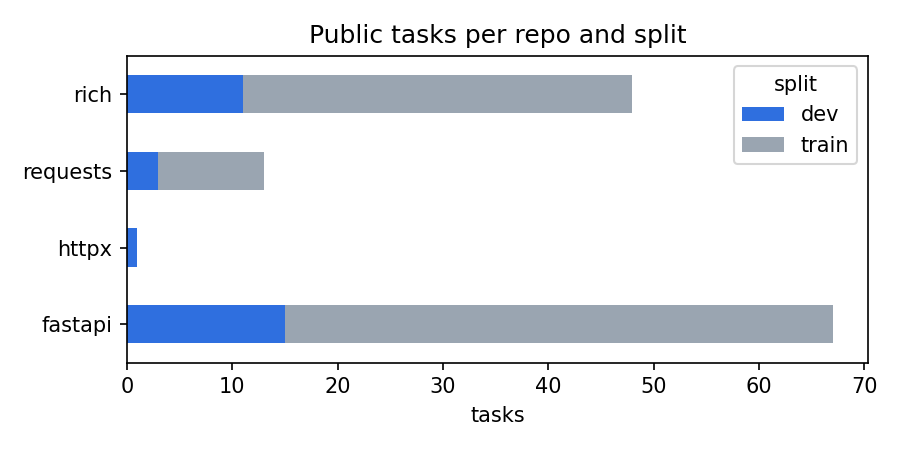 Public tasks per repo and split
rich
requests
httpx
fastapi
split
dev
train
0 10 20 30 40 50 60 70
tasks